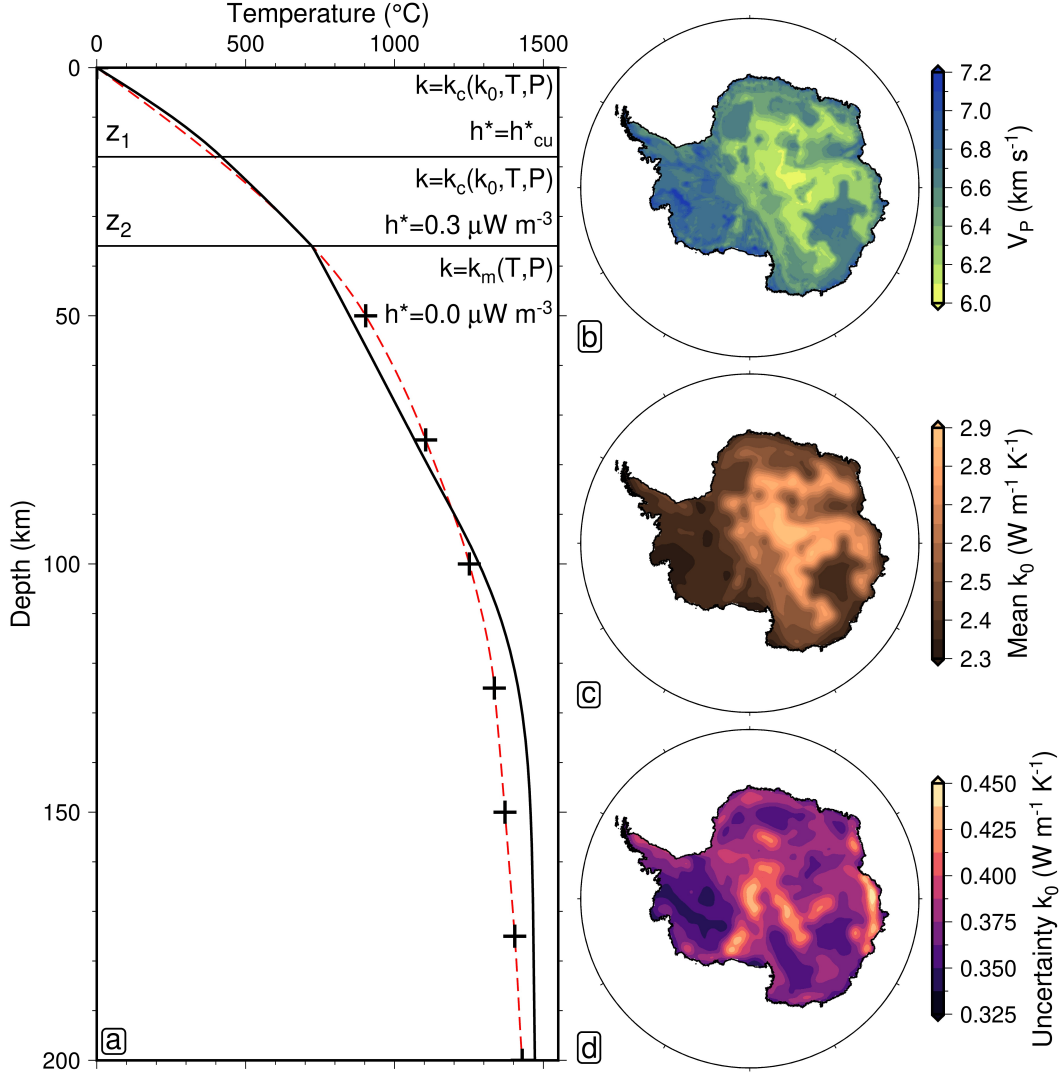 Temperature (°C)
0 500 1000 1500
Depth (km)
0
50
100
150
200
k=k_c(k_0,T,P)
z_1
h*=h*_cu
k=k_c(k_0,T,P)
z_2
h*=0.3 μW m^-3
k=k_m(T,P)
h*=0.0 μW m^-3
a
b
7.2
7.0
6.8
6.6
6.4
6.2
6.0
V_P (km s^-1)
c
2.9
2.8
2.7
2.6
2.5
2.4
2.3
Mean k_0 (W m^-1 K^-1)
d
0.450
0.425
0.400
0.375
0.350
0.325
Uncertainty k_0 (W m^-1 K^-1)